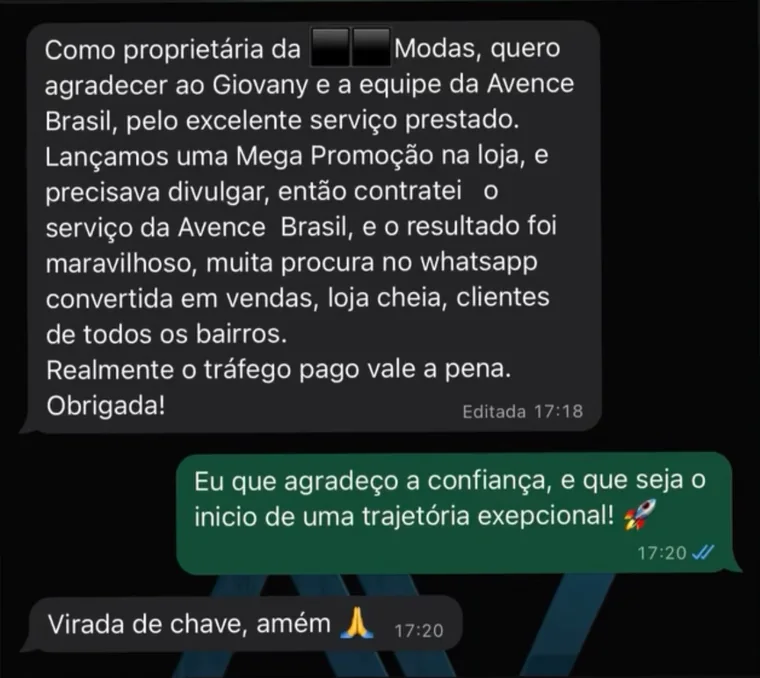 Como proprietária da Modas, quero
agradecer ao Giovany e a equipe da Avence
Brasil, pelo excelente serviço prestado.
Lançamos uma Mega Promoção na loja, e
precisava divulgar, então contratei o
serviço da Avence Brasil, e o resultado foi
maravilhoso, muita procura no whatsapp
convertida em vendas, loja cheia, clientes
de todos os bairros.
Realmente o tráfego pago vale a pena.
Obrigada!
Editada 17:18
Eu que agradeço a confiança, e que seja o
inicio de uma trajetória exepcional! 🚀
17:20
Virada de chave, amém 🙏 17:20